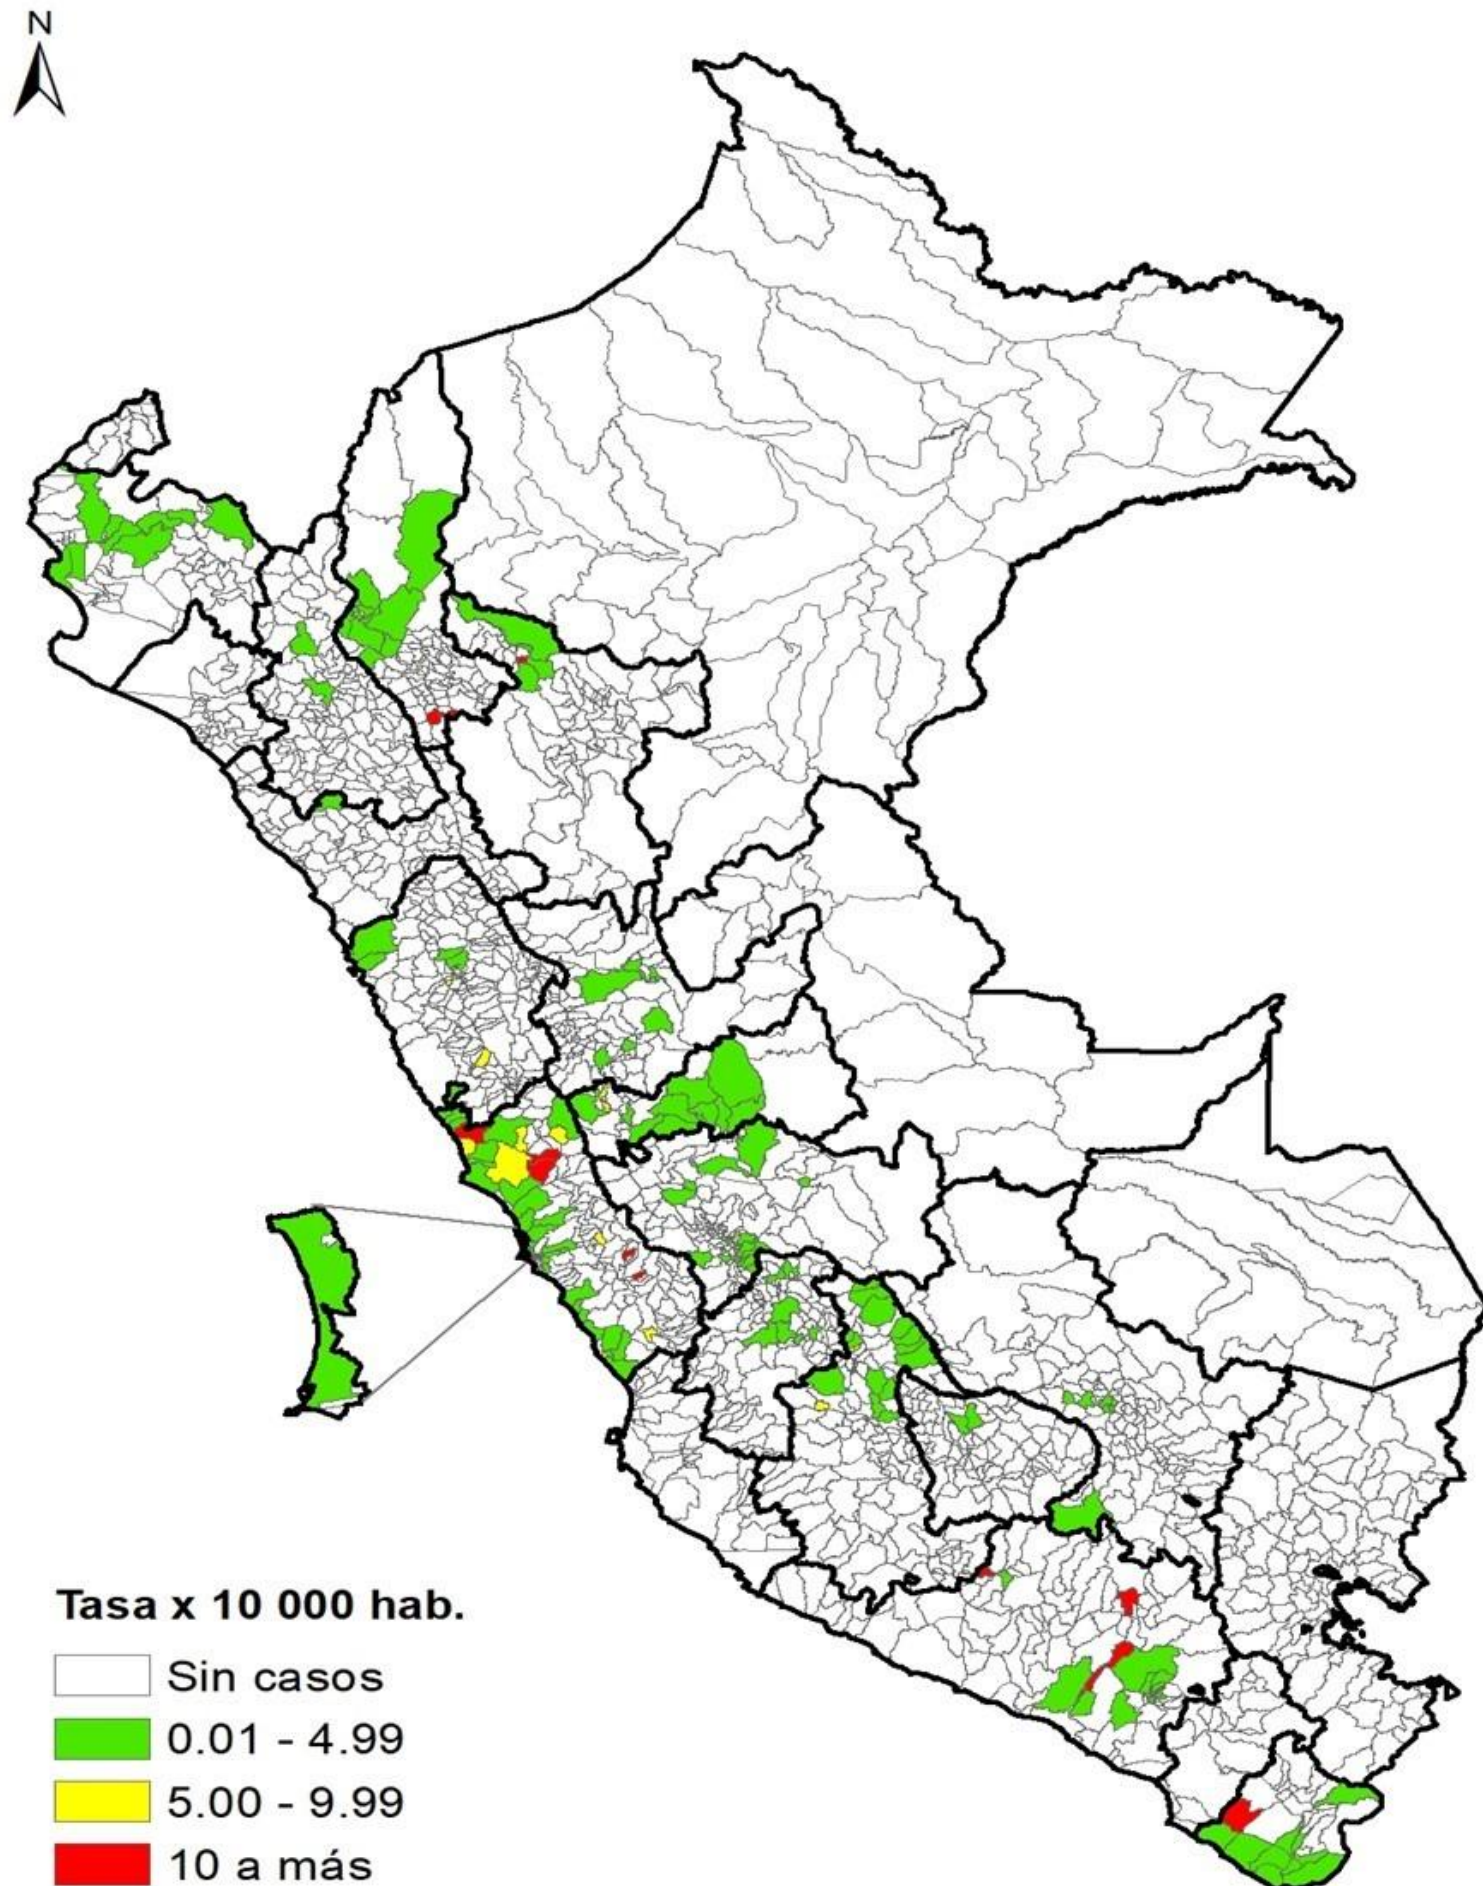 N
Tasa x 10 000 hab.
Sin casos
0.01 - 4.99
5.00 - 9.99
10 a más